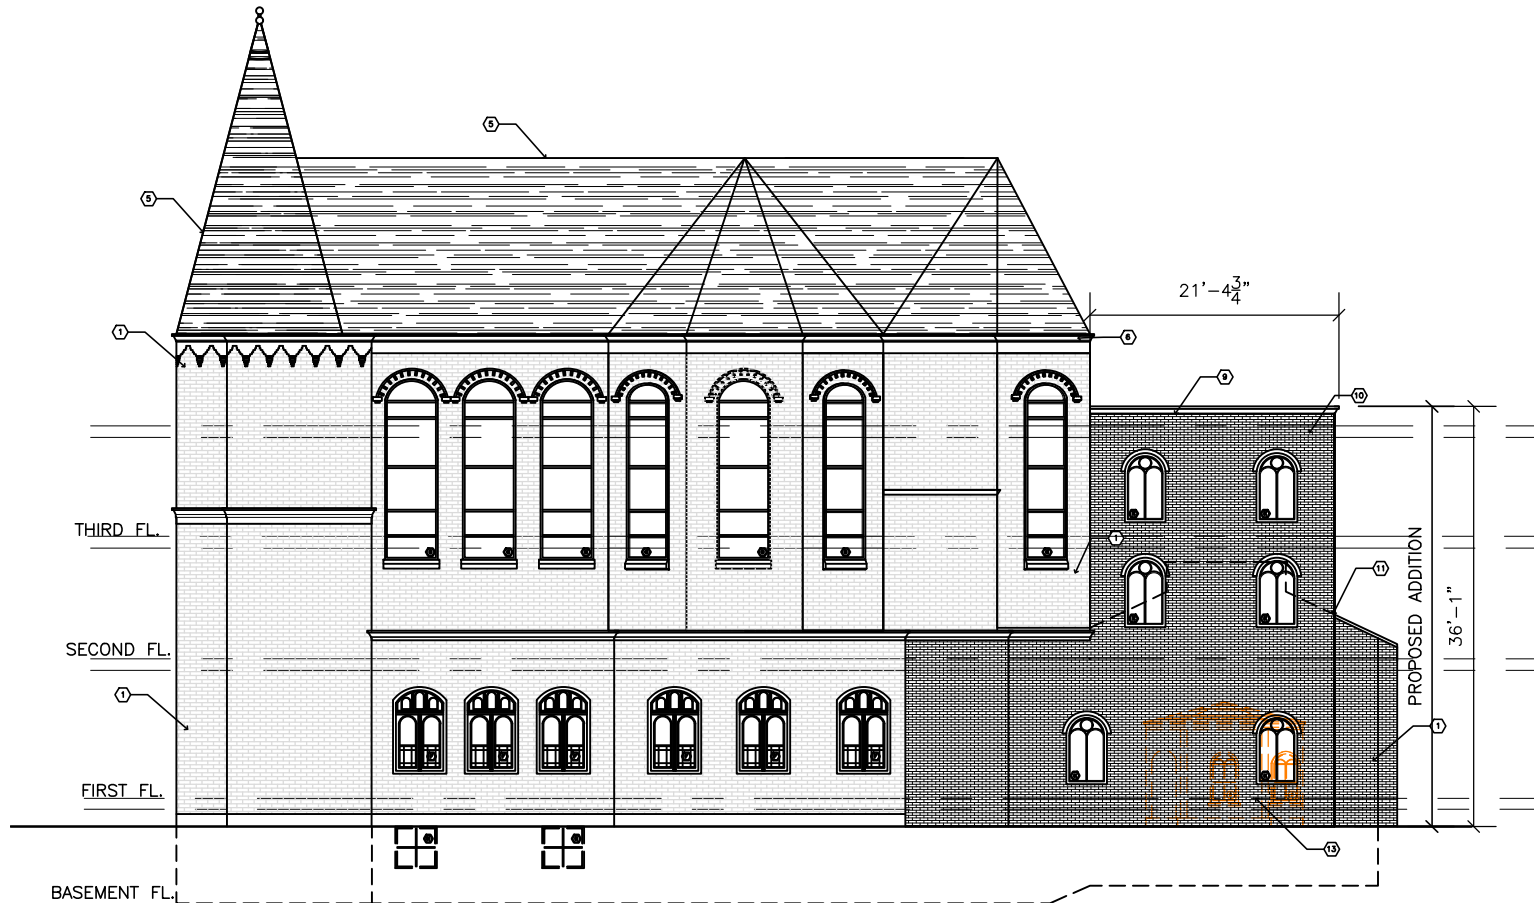 5
5
21'-4 3/4"
1
6
9
10
THIRD FL.
1
11
PROPOSED ADDITION
36'-1"
SECOND FL.
1
1
FIRST FL.
13
BASEMENT FL.